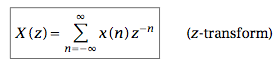 X(z) = ∑_{n=-∞}^{∞} x(n) z^{-n} (z-transform)